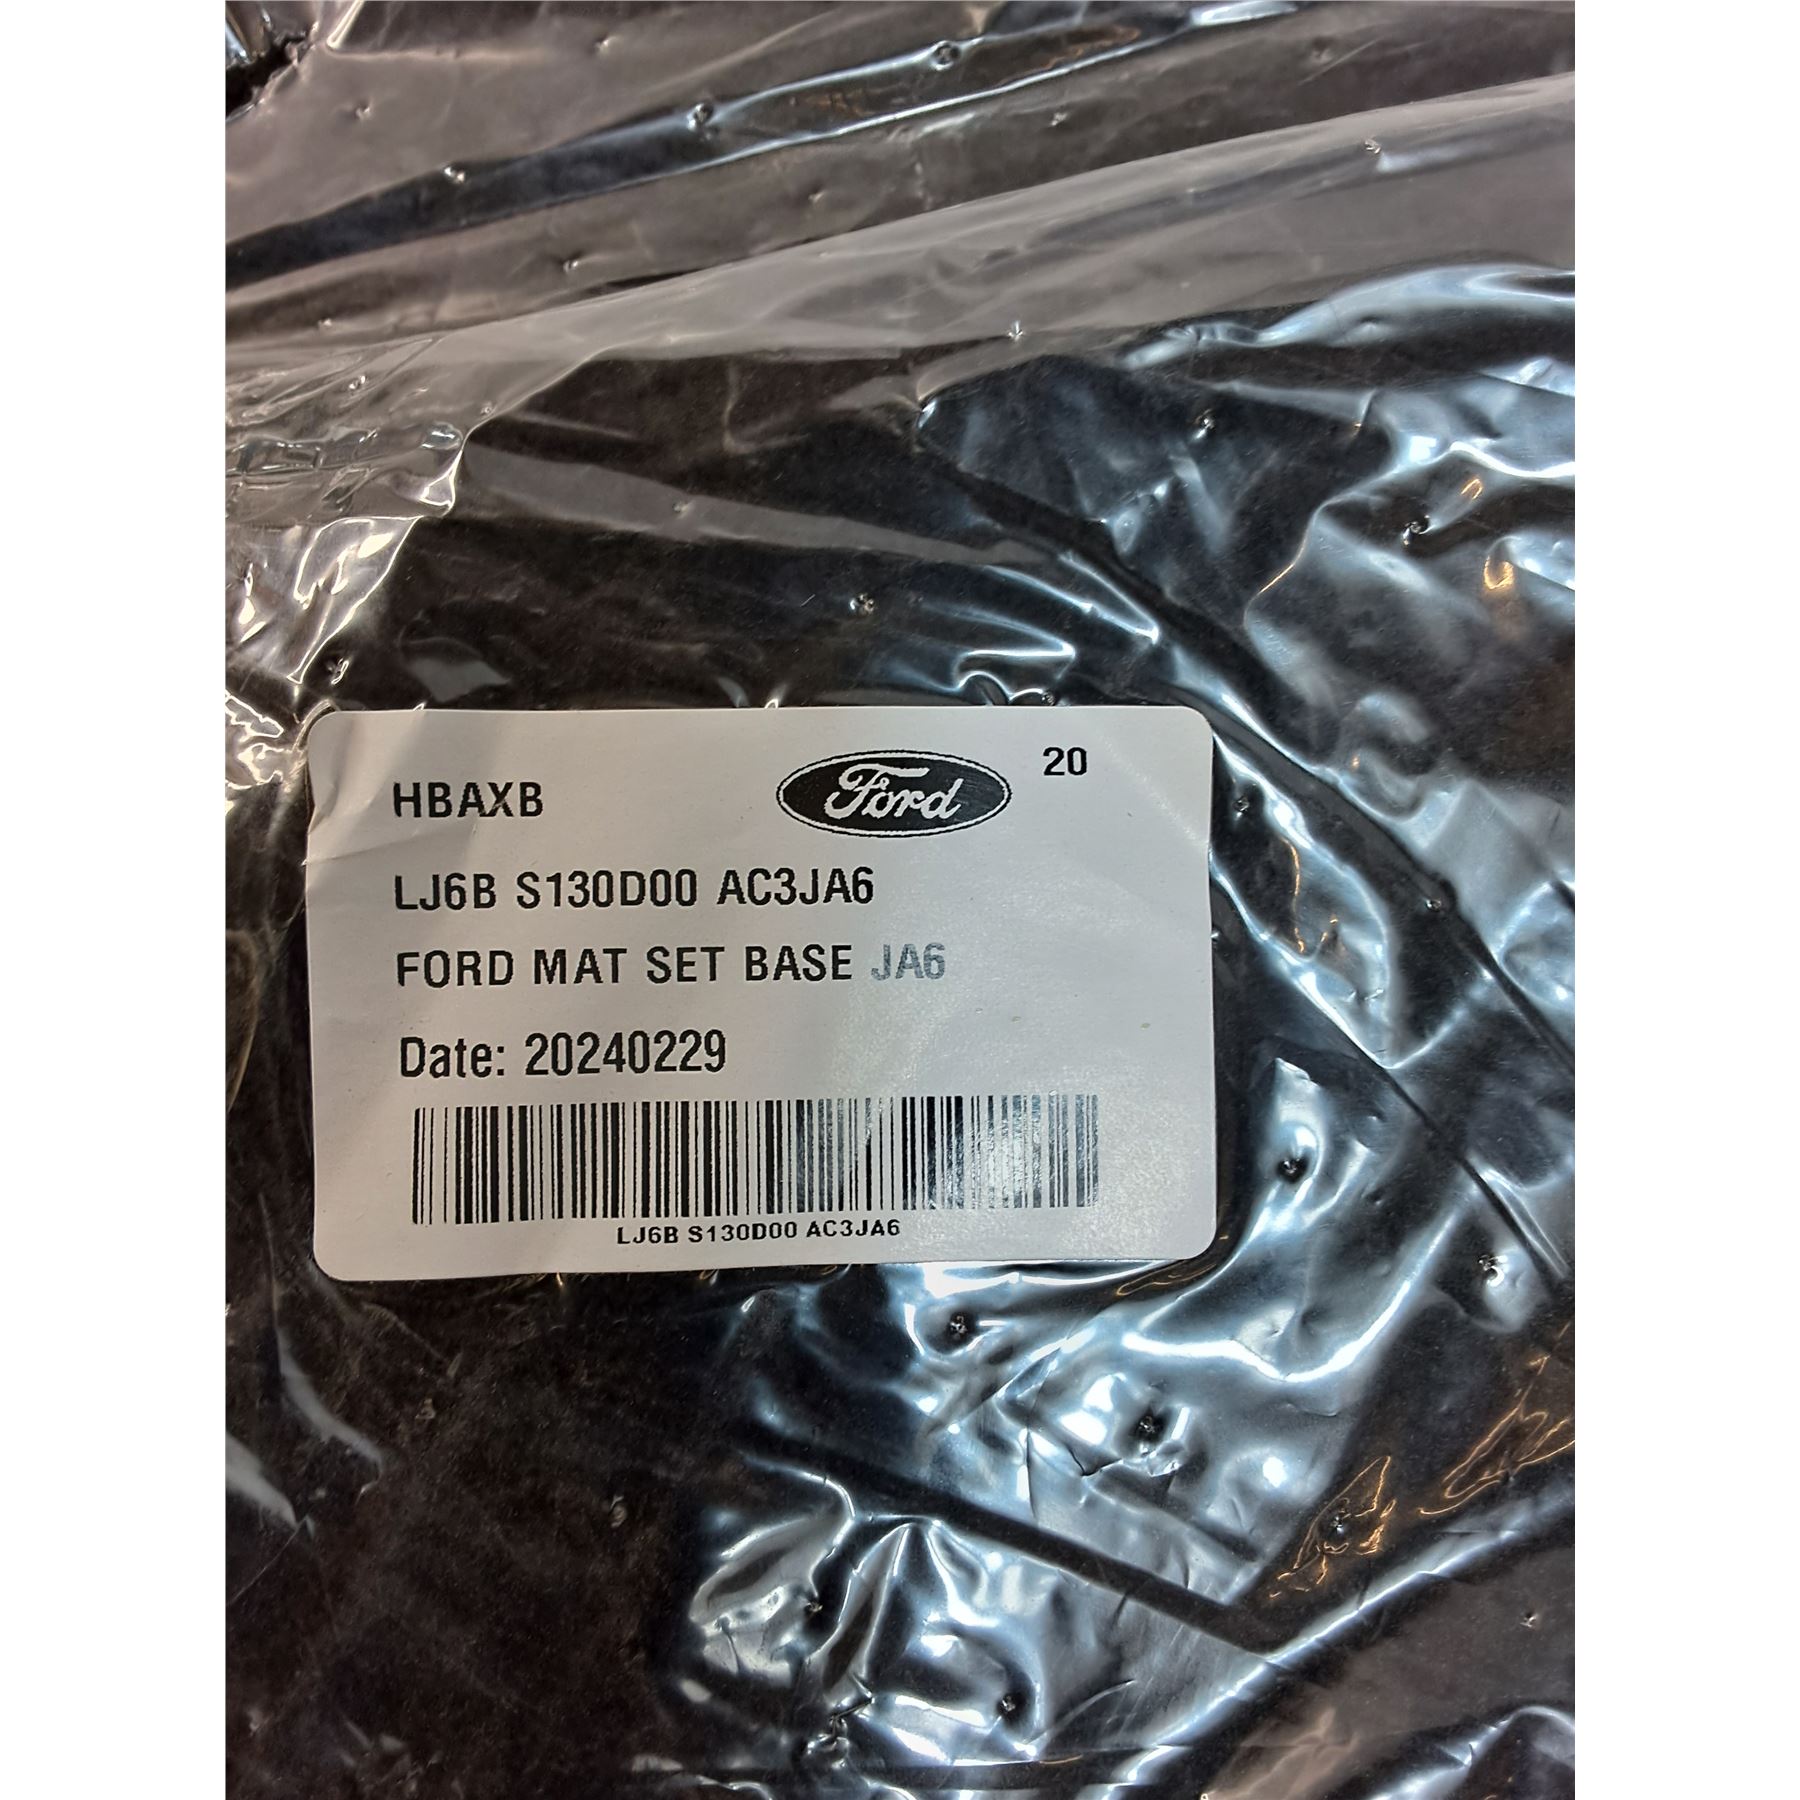 HBAXB
Ford
20
LJ6B S130D00 AC3JA6
FORD MAT SET BASE JA6
Date: 20240229
LJ6B S130D00 AC3JA6